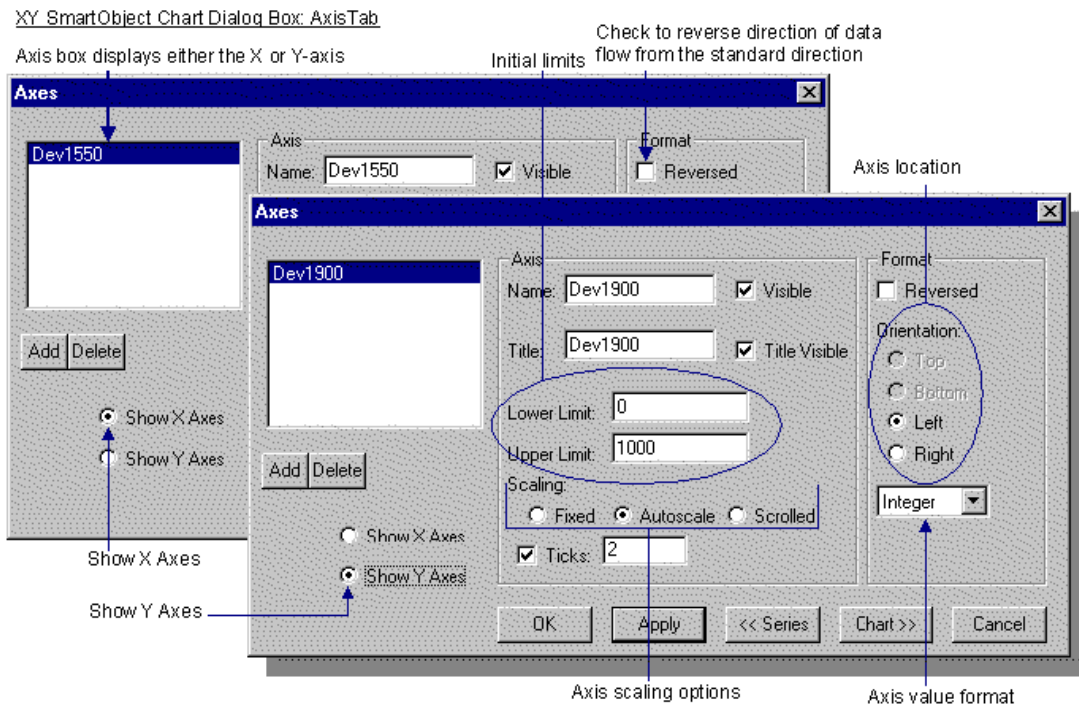 XY SmartObject Chart Dialog Box: AxisTab
Axis box displays either the X or Y-axis
Initial limits
Check to reverse direction of data
flow from the standard direction
Axes
Dev1550
Axis
Name: Dev1550 Visible
Format
Reversed
Add Delete
Show X Axes
Show Y Axes
Show X Axes
Show Y Axes
Axis location
Axes
Dev1900
Axis
Name: Dev1900 Visible
Title: Dev1900 Title Visible
Lower Limit: 0
Upper Limit: 1000
Scaling:
Fixed Autoscale Scrolled
Ticks: 2
Format
Reversed
Orientation:
Top
Bottom
Left
Right
Integer
Add Delete
Show X Axes
Show Y Axes
OK Apply << Series Chart >> Cancel
Axis scaling options
Axis value format